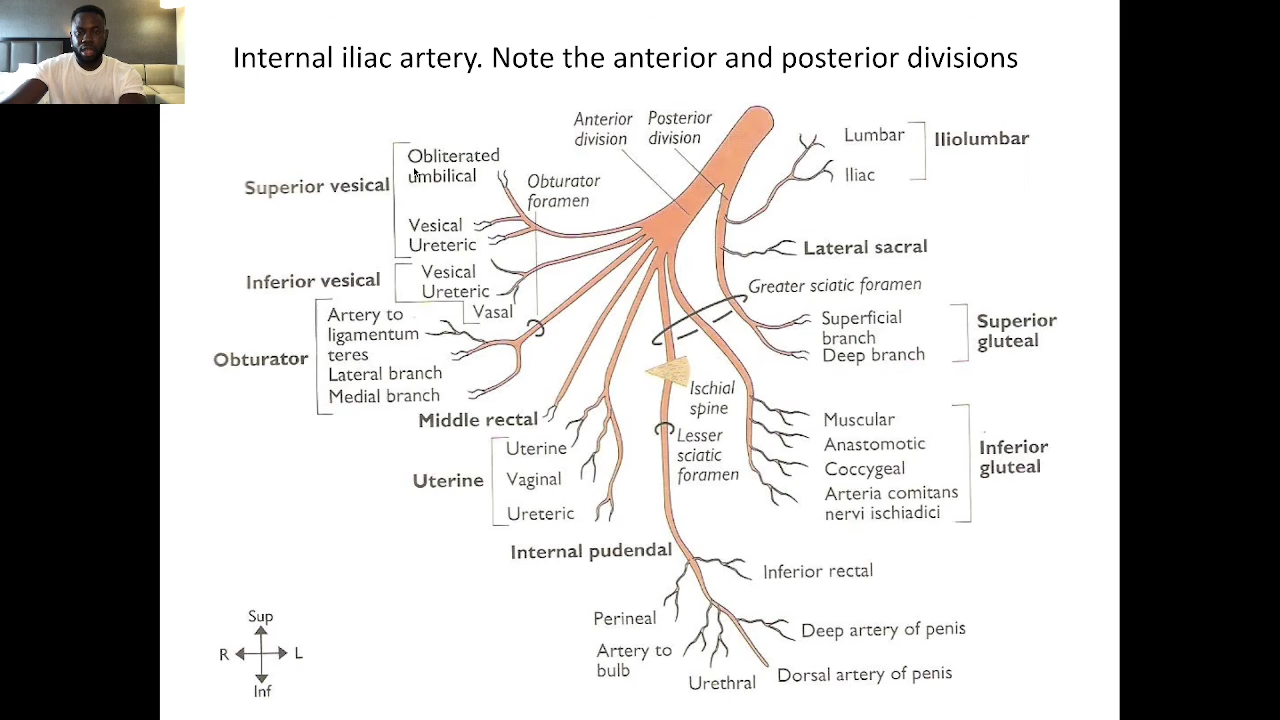 Internal iliac artery. Note the anterior and posterior divisions
Anterior
division
Posterior
division
Obliterated
umbilical
Vesical
Ureteric
Superior vesical
Obturator
foramen
Vesical
Ureteric
Vasal
Inferior vesical
Artery to
ligamentum
teres
Lateral branch
Medial branch
Obturator
Middle rectal
Uterine
Vaginal
Ureteric
Uterine
Internal pudendal
Lumbar
Iliac
Iliolumbar
Lateral sacral
Greater sciatic foramen
Superficial
branch
Deep branch
Superior
gluteal
Ischial
spine
Lesser
sciatic
foramen
Muscular
Anastomotic
Coccygeal
Arteria comitans
nervi ischiadici
Inferior
gluteal
Inferior rectal
Perineal
Artery to
bulb
Urethral
Deep artery of penis
Dorsal artery of penis
Sup
R
L
Inf